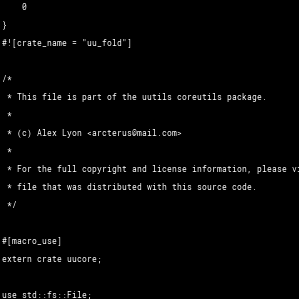 0
}
#![crate_name = "uu_fold"]

/*
 * This file is part of the uutils coreutils package.
 *
 * (c) Alex Lyon <arcterus@mail.com>
 *
 * For the full copyright and license information, please vi
 * file that was distributed with this source code.
 */

#[macro_use]
extern crate uucore;

use std::fs::File;